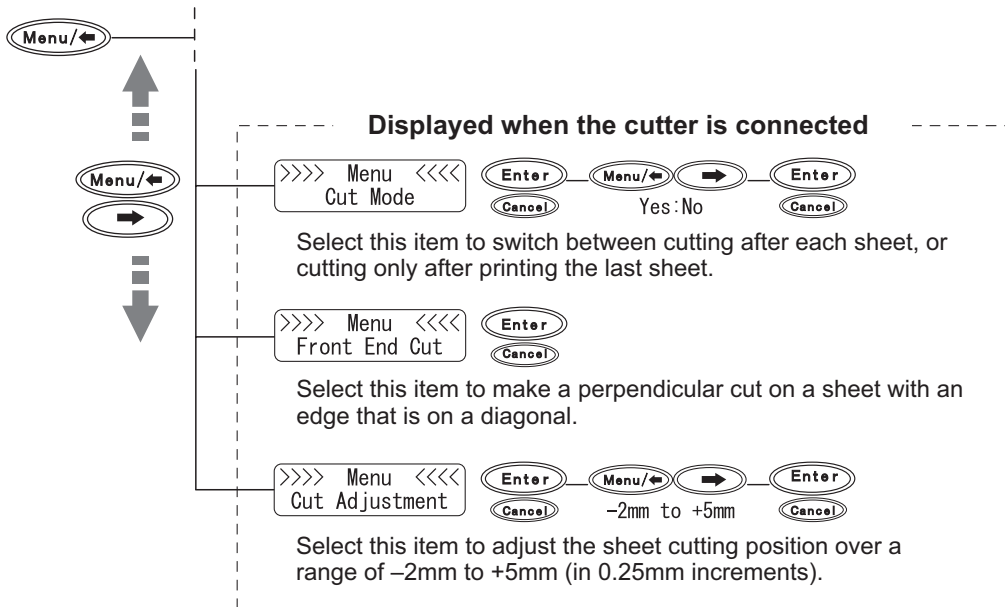 Menu/←
Displayed when the cutter is connected
Menu/←
→
>>>> Menu <<<<
Cut Mode
Enter
Cancel
Menu/← →
Yes:No
Enter
Cancel
Select this item to switch between cutting after each sheet, or
cutting only after printing the last sheet.
>>>> Menu <<<<
Front End Cut
Enter
Cancel
Select this item to make a perpendicular cut on a sheet with an
edge that is on a diagonal.
>>>> Menu <<<<
Cut Adjustment
Enter
Cancel
Menu/← →
−2mm to +5mm
Enter
Cancel
Select this item to adjust the sheet cutting position over a
range of –2mm to +5mm (in 0.25mm increments).